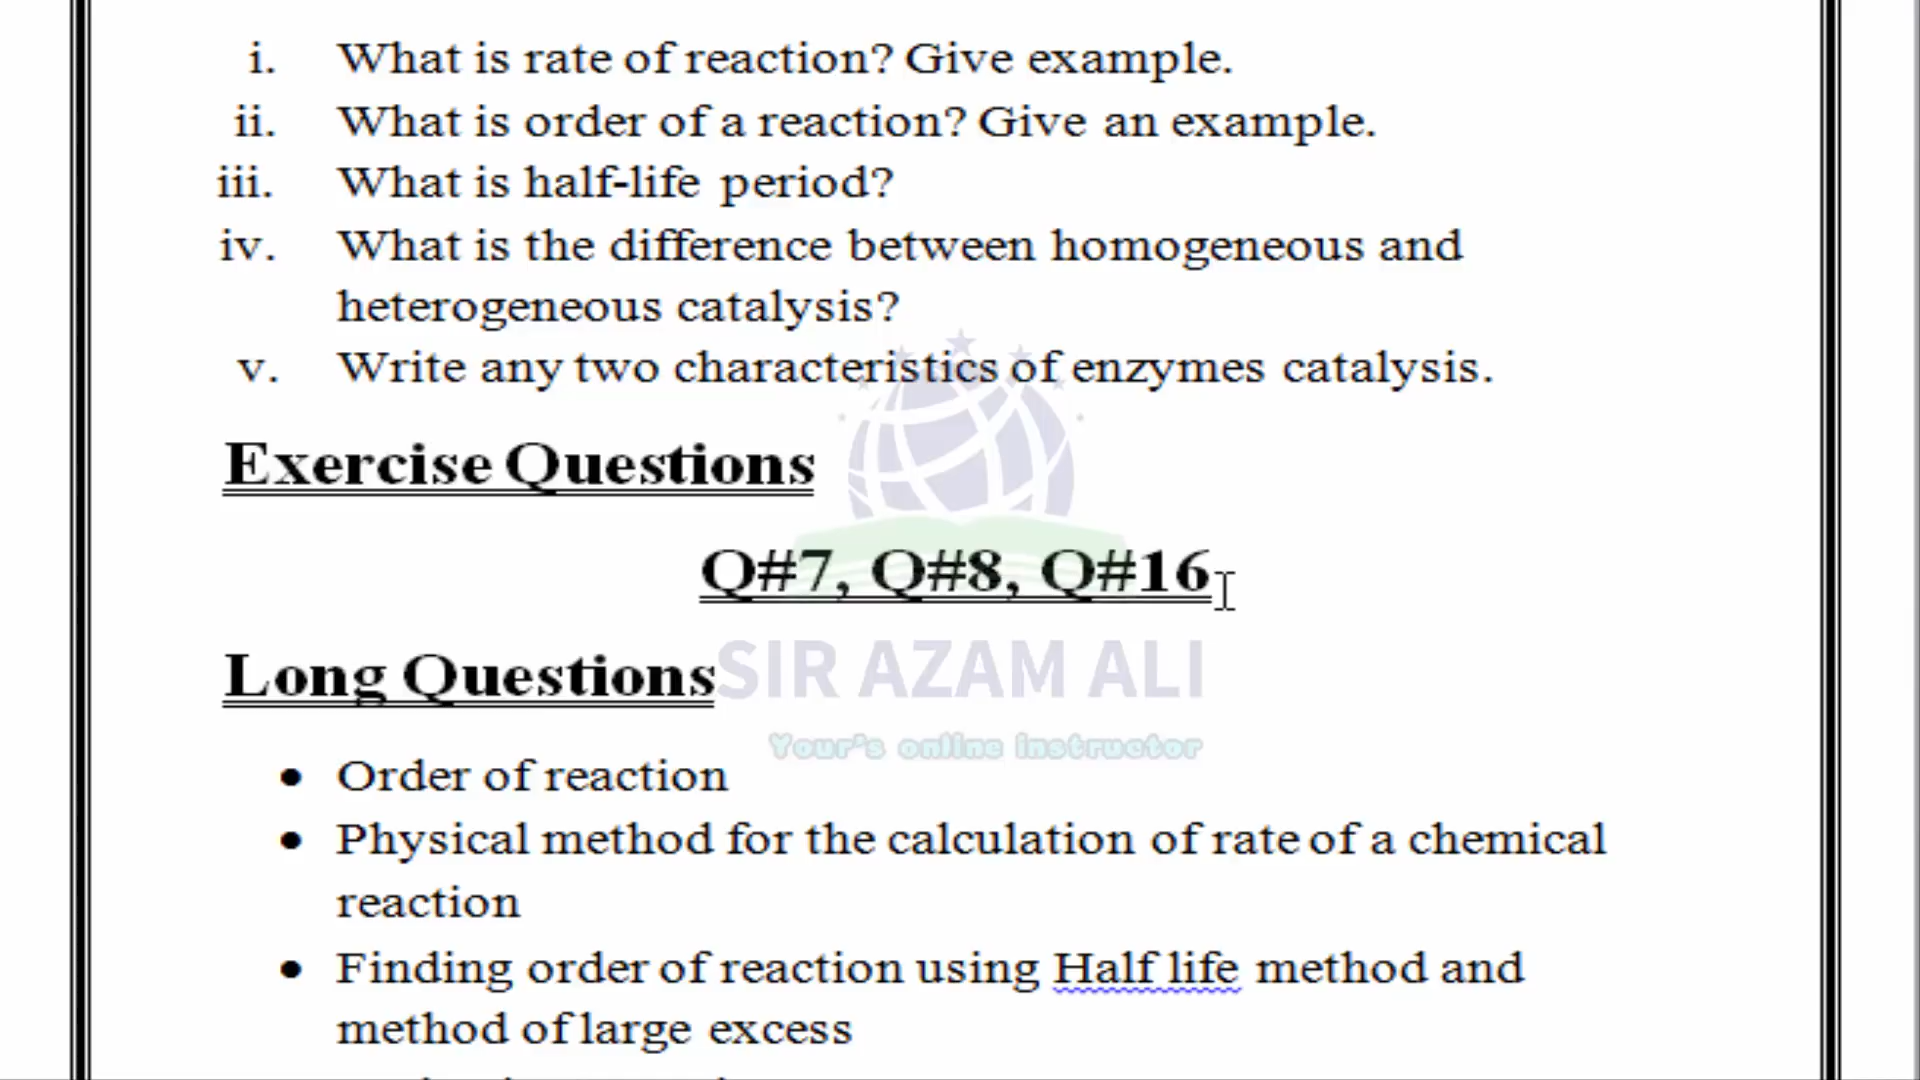 i. What is rate of reaction? Give example.
ii. What is order of a reaction? Give an example.
iii. What is half-life period?
iv. What is the difference between homogeneous and
heterogeneous catalysis?
v. Write any two characteristics of enzymes catalysis.
Exercise Questions
Q#7, Q#8, Q#16
Long Questions
SIR AZAM ALI
Your's online instructor
• Order of reaction
• Physical method for the calculation of rate of a chemical
reaction
• Finding order of reaction using Half life method and
method of large excess